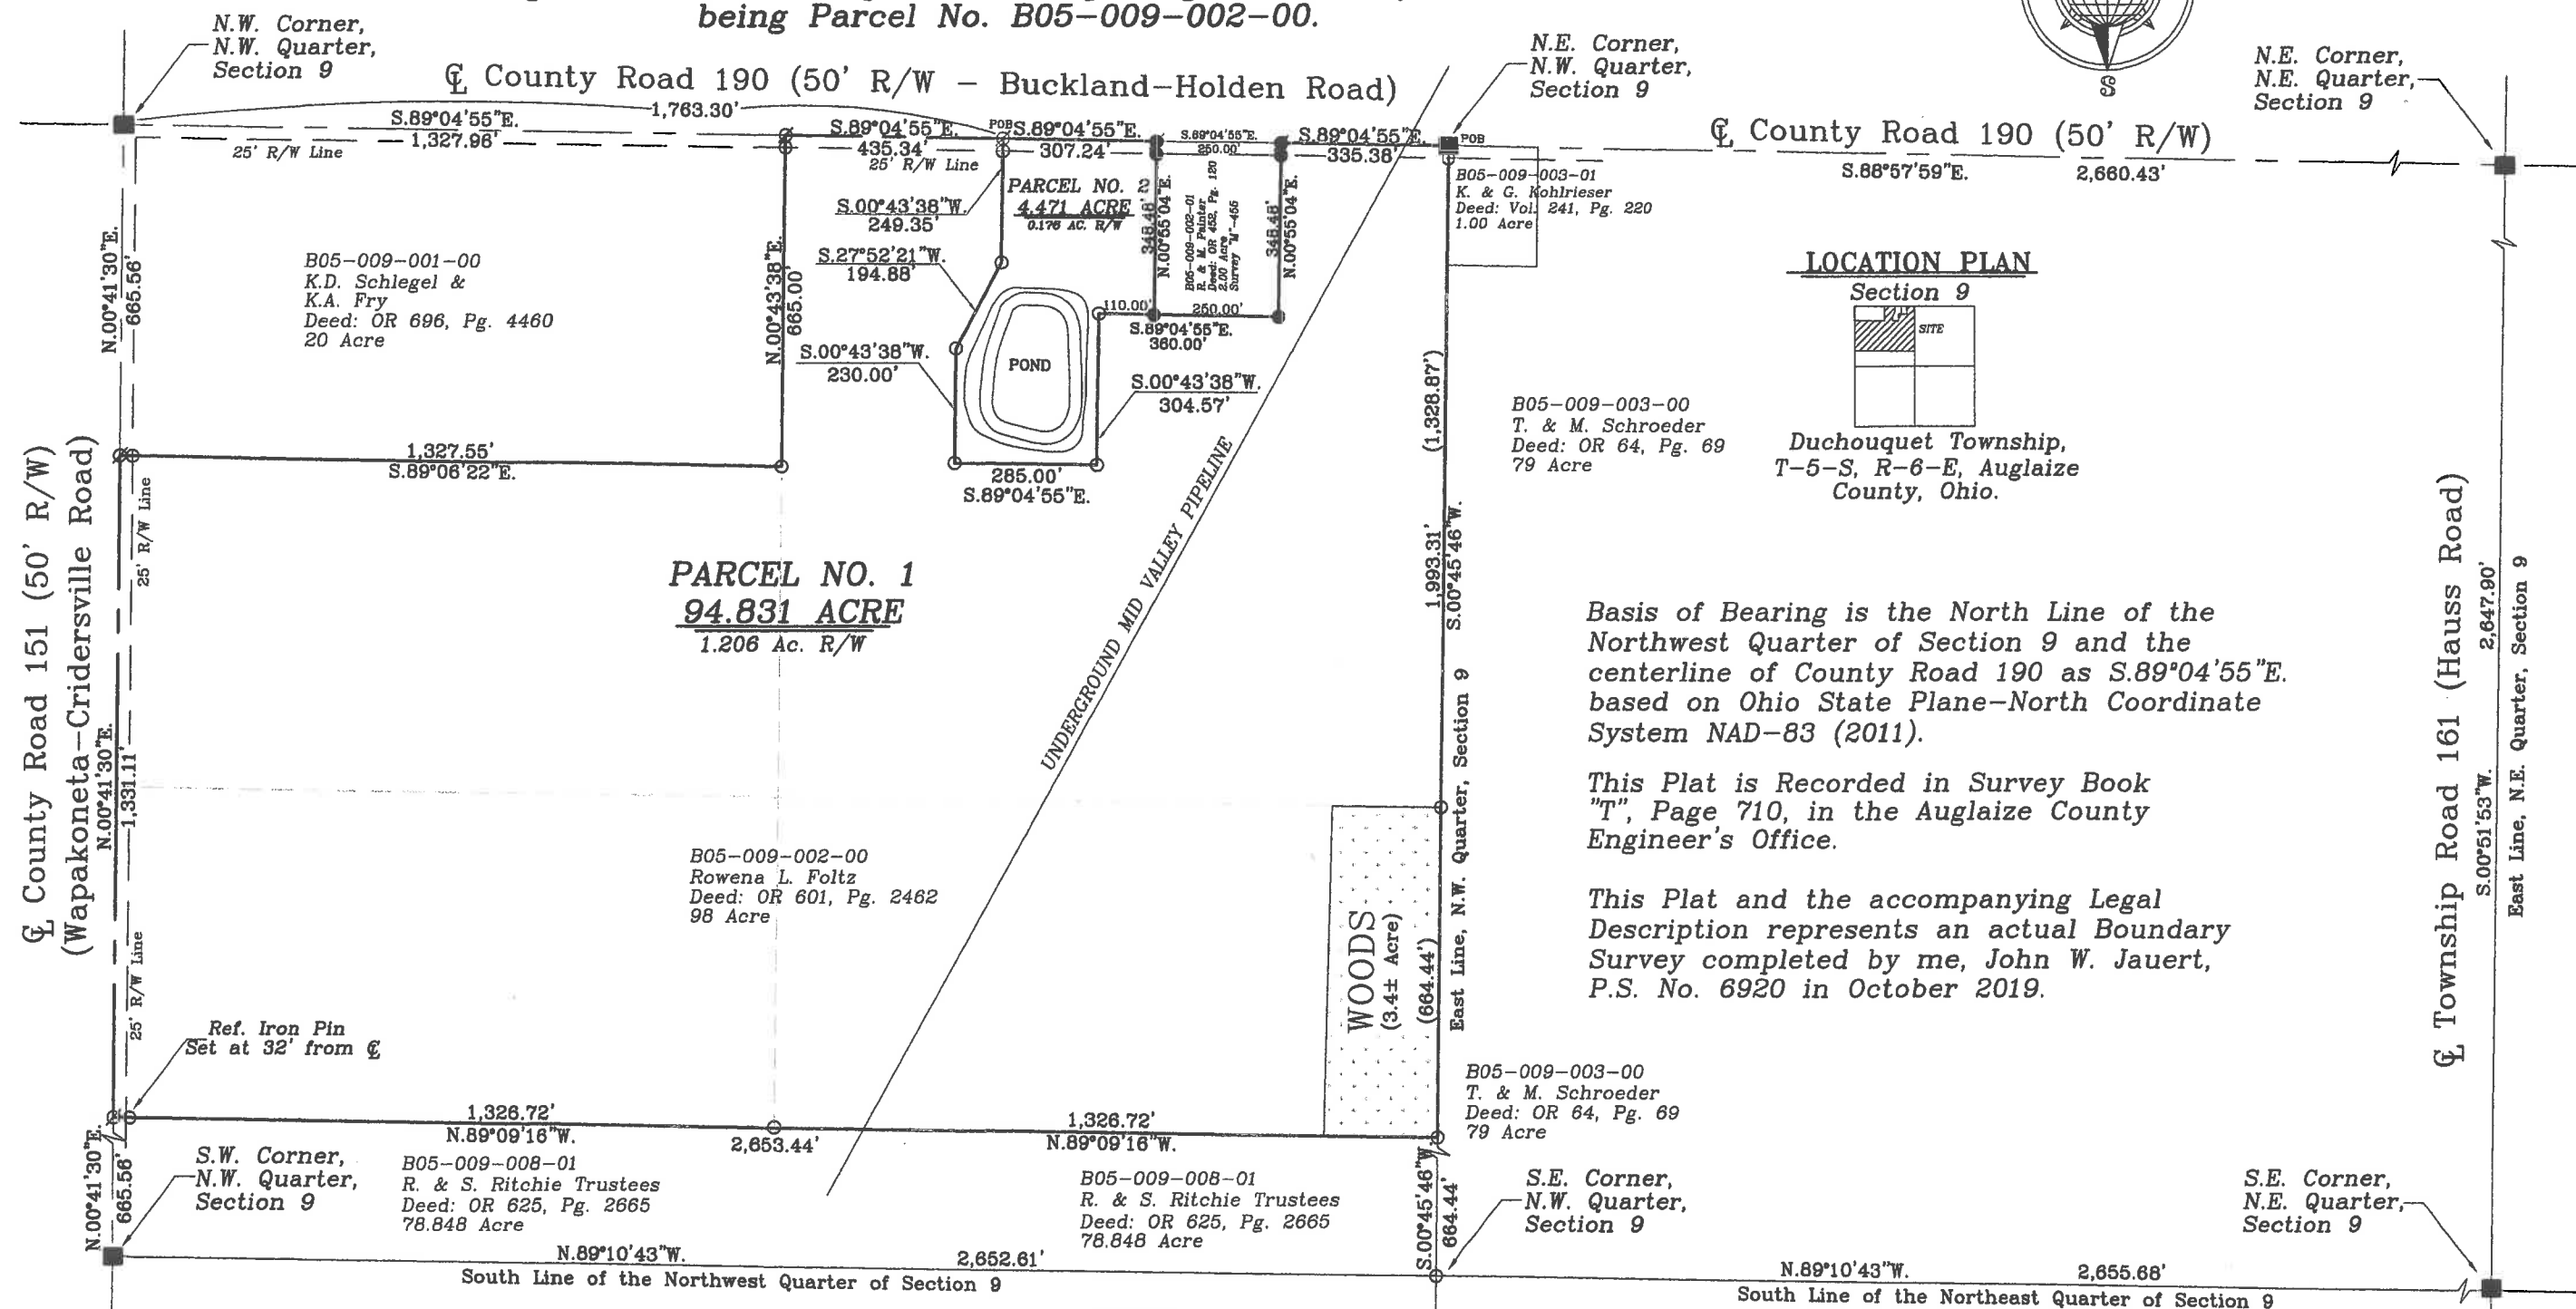 being Parcel No. B05-009-002-00.
N.W. Corner,
N.W. Quarter,
Section 9
℄ County Road 190 (50' R/W - Buckland-Holden Road)
N.E. Corner,
N.W. Quarter,
Section 9
S
N.E. Corner,
N.E. Quarter,
Section 9
1,763.30'
S.89°04'55"E.
1,327.96'
25' R/W Line
S.89°04'55"E.
435.34'
25' R/W Line
POB
S.89°04'55"E.
307.24'
S.89°04'55"E.
250.00'
S.89°04'55"E.
335.38'
POB
℄ County Road 190 (50' R/W)
S.88°57'59"E.
2,660.43'
B05-009-003-01
K. & G. Kohlrieser
Deed: Vol. 241, Pg. 220
1.00 Acre
PARCEL NO. 2
4.471 ACRE
0.176 AC. R/W
S.00°43'38"W.
249.35'
S.27°52'21"W.
194.88'
S.00°43'38"W.
230.00'
N.00°43'38"E.
665.00'
348.48'
N.00°55'04"E.
B05-009-002-01
R. & M. Painter
Deed: OR 452, Pg. 120
2.00 Acre
Survey "M"-455
348.48'
N.00°55'04"E.
110.00'
250.00'
S.89°04'55"E.
360.00'
POND
S.00°43'38"W.
304.57'
285.00'
S.89°04'55"E.
N.00°41'30"E.
665.56'
B05-009-001-00
K.D. Schlegel &
K.A. Fry
Deed: OR 696, Pg. 4460
20 Acre
1,327.55'
S.89°06'22"E.
LOCATION PLAN
Section 9
SITE
Duchouquet Township,
T-5-S, R-6-E, Auglaize
County, Ohio.
B05-009-003-00
T. & M. Schroeder
Deed: OR 64, Pg. 69
79 Acre
(1,328.87')
1,993.31'
S.00°45'46"W.
℄ County Road 151 (50' R/W)
(Wapakoneta-Cridersville Road)
25' R/W Line
N.00°41'30"E.
1,331.11'
25' R/W Line
PARCEL NO. 1
94.831 ACRE
1.206 Ac. R/W
UNDERGROUND MID VALLEY PIPELINE
B05-009-002-00
Rowena L. Foltz
Deed: OR 601, Pg. 2462
98 Acre
WOODS
(3.4± Acre)
(664.44')
East Line, N.W. Quarter, Section 9
Basis of Bearing is the North Line of the
Northwest Quarter of Section 9 and the
centerline of County Road 190 as S.89°04'55"E.
based on Ohio State Plane-North Coordinate
System NAD-83 (2011).
This Plat is Recorded in Survey Book
"T", Page 710, in the Auglaize County
Engineer's Office.
This Plat and the accompanying Legal
Description represents an actual Boundary
Survey completed by me, John W. Jauert,
P.S. No. 6920 in October 2019.
℄ Township Road 161 (Hauss Road)
S.00°51'53"W.
2,647.90'
East Line, N.E. Quarter, Section 9
Ref. Iron Pin
Set at 32' from ℄
1,326.72'
N.89°09'16"W.
2,653.44'
1,326.72'
N.89°09'16"W.
B05-009-003-00
T. & M. Schroeder
Deed: OR 64, Pg. 69
79 Acre
N.00°41'30"E.
665.56'
S.W. Corner,
N.W. Quarter,
Section 9
B05-009-008-01
R. & S. Ritchie Trustees
Deed: OR 625, Pg. 2665
78.848 Acre
B05-009-008-01
R. & S. Ritchie Trustees
Deed: OR 625, Pg. 2665
78.848 Acre
S.00°45'46"W.
664.44'
S.E. Corner,
N.W. Quarter,
Section 9
S.E. Corner,
N.E. Quarter,
Section 9
N.89°10'43"W.
2,652.61'
South Line of the Northwest Quarter of Section 9
N.89°10'43"W.
2,655.68'
South Line of the Northeast Quarter of Section 9